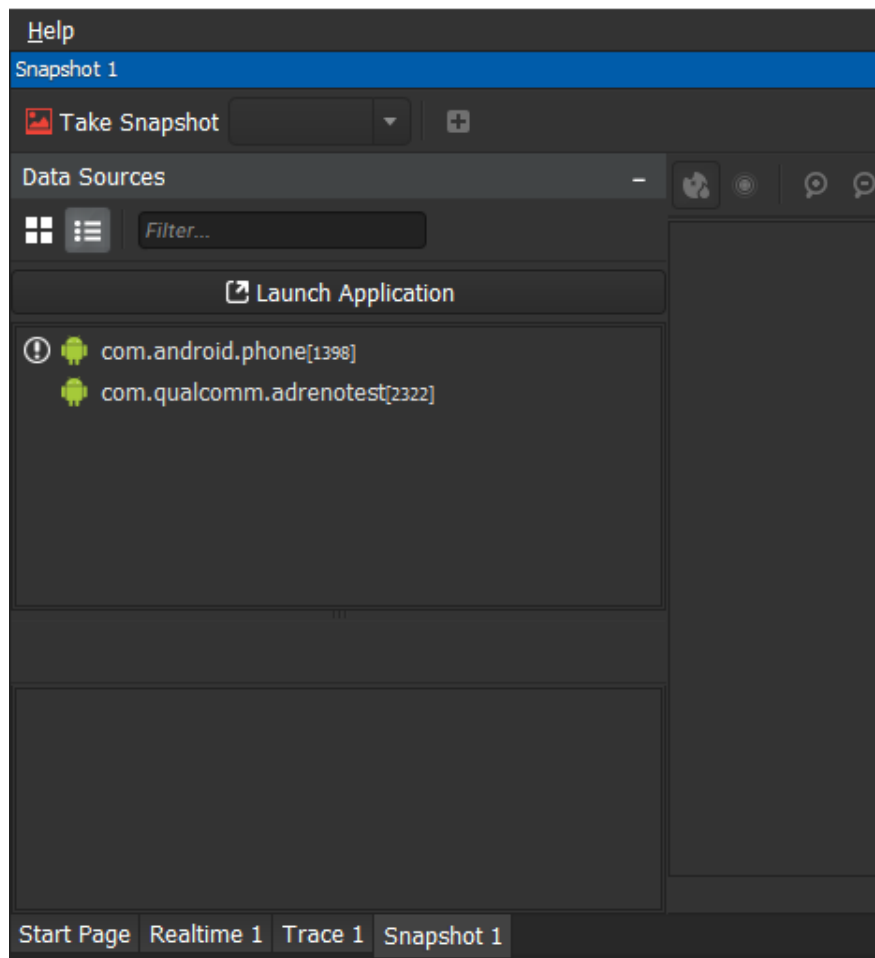 Help
Snapshot 1
Take Snapshot
Data Sources
Filter...
Launch Application
com.android.phone[1398]
com.qualcomm.adrenotest[2322]
Start Page Realtime 1 Trace 1 Snapshot 1